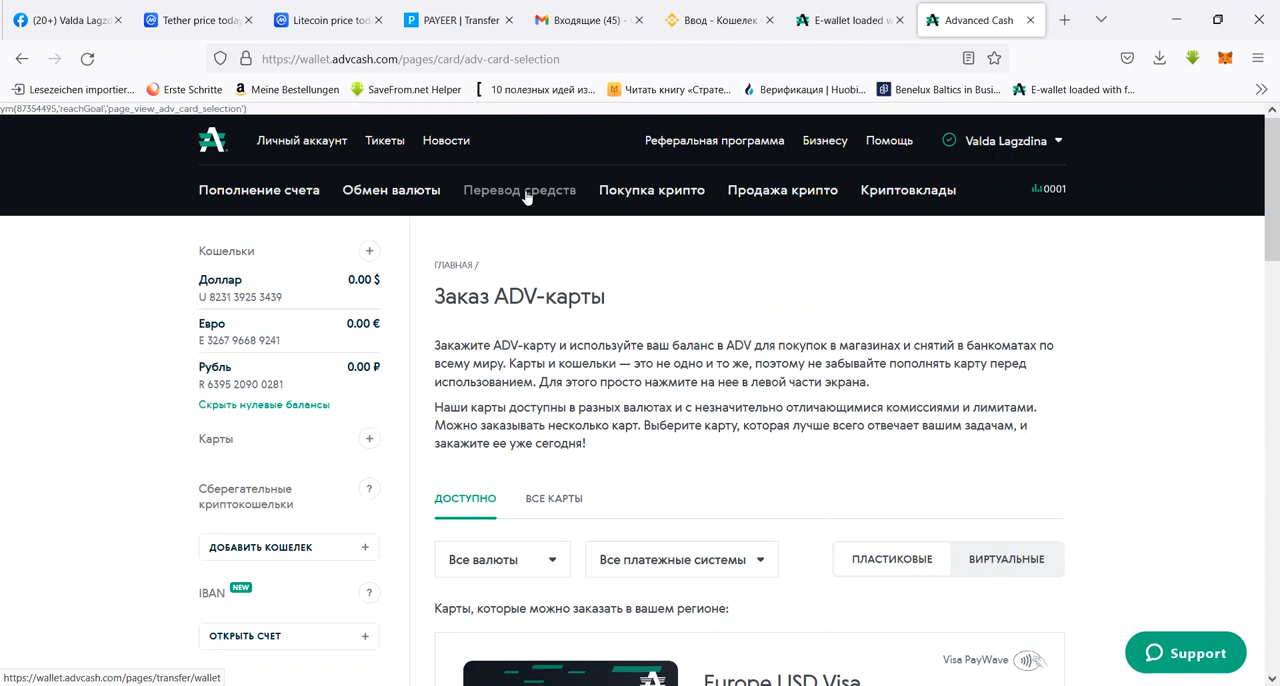 (20+) Valda Lagz
Tether price today
Litecoin price tod
PAYEER | Transfer
Входящие (45) -
Ввод - Кошелек
E-wallet loaded w
Advanced Cash
https://wallet.advcash.com/pages/card/adv-card-selection
Lesezeichen importier...
Erste Schritte
Meine Bestellungen
SaveFrom.net Helper
10 полезных идей из...
Читать книгу «Страте...
Верификация | Huobi...
Benelux Baltics in Busi...
E-wallet loaded with f...
ym(87354495,'reachGoal','page_view_adv_card_selection')
Личный аккаунт
Тикеты
Новости
Реферальная программа
Бизнесу
Помощь
Valda Lagzdina
Пополнение счета
Обмен валюты
Перевод средств
Покупка крипто
Продажа крипто
Криптовклады
0001
Кошельки
Доллар 0.00 $
U 8231 3925 3439
Евро 0.00 €
E 3267 9668 9241
Рубль 0.00 ₽
R 6395 2090 0281
Скрыть нулевые балансы
Карты
Сберегательные
криптокошельки
ДОБАВИТЬ КОШЕЛЕК
IBAN NEW
ОТКРЫТЬ СЧЕТ
ГЛАВНАЯ /
Заказ ADV-карты
Закажите ADV-карту и используйте ваш баланс в ADV для покупок в магазинах и снятий в банкоматах по
всему миру. Карты и кошельки — это не одно и то же, поэтому не забывайте пополнять карту перед
использованием. Для этого просто нажмите на нее в левой части экрана.
Наши карты доступны в разных валютах и с незначительно отличающимися комиссиями и лимитами.
Можно заказывать несколько карт. Выберите карту, которая лучше всего отвечает вашим задачам, и
закажите ее уже сегодня!
ДОСТУПНО
ВСЕ КАРТЫ
Все валюты
Все платежные системы
ПЛАСТИКОВЫЕ
ВИРТУАЛЬНЫЕ
Карты, которые можно заказать в вашем регионе:
Visa PayWave
Europe USD Visa
Support
https://wallet.advcash.com/pages/transfer/wallet